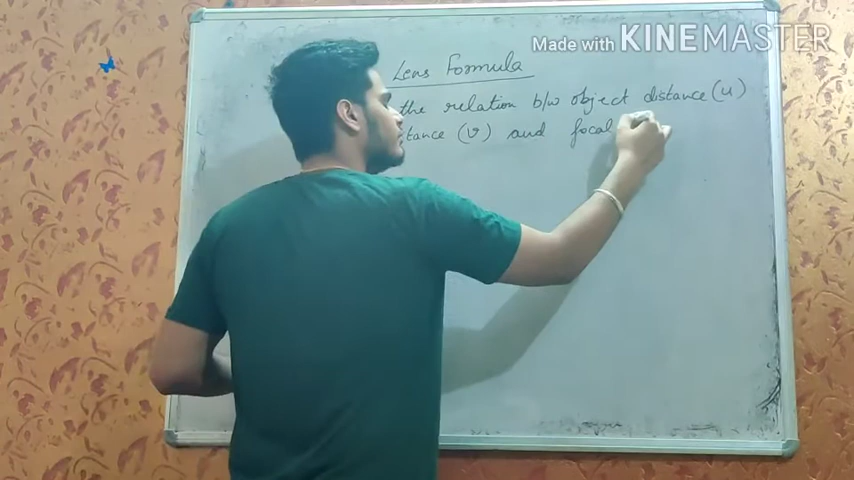 Made with KINEMASTER
Lens Formula
the relation b/w object distance (u)
tance (v) and focal